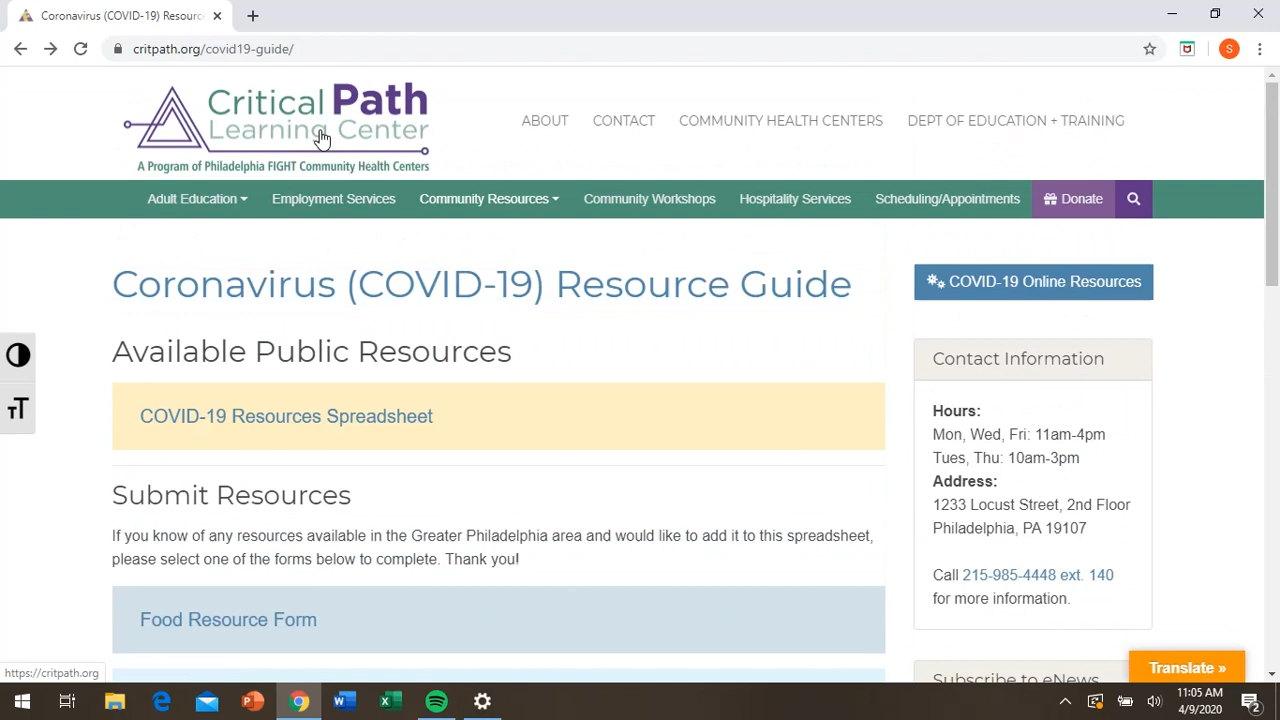 Coronavirus (COVID-19) Resourc
critpath.org/covid19-guide/
S
Critical Path
Learning Center
A Program of Philadelphia FIGHT Community Health Centers
ABOUT CONTACT COMMUNITY HEALTH CENTERS DEPT OF EDUCATION + TRAINING
Adult Education Employment Services Community Resources Community Workshops Hospitality Services Scheduling/Appointments Donate
Coronavirus (COVID-19) Resource Guide
COVID-19 Online Resources
Available Public Resources
COVID-19 Resources Spreadsheet
Submit Resources
If you know of any resources available in the Greater Philadelphia area and would like to add it to this spreadsheet,
please select one of the forms below to complete. Thank you!
Food Resource Form
Contact Information
Hours:
Mon, Wed, Fri: 11am-4pm
Tues, Thu: 10am-3pm
Address:
1233 Locust Street, 2nd Floor
Philadelphia, PA 19107
Call 215-985-4448 ext. 140
for more information.
Subscribe to eNews
Translate »
https://critpath.org
11:05 AM
4/9/2020
2